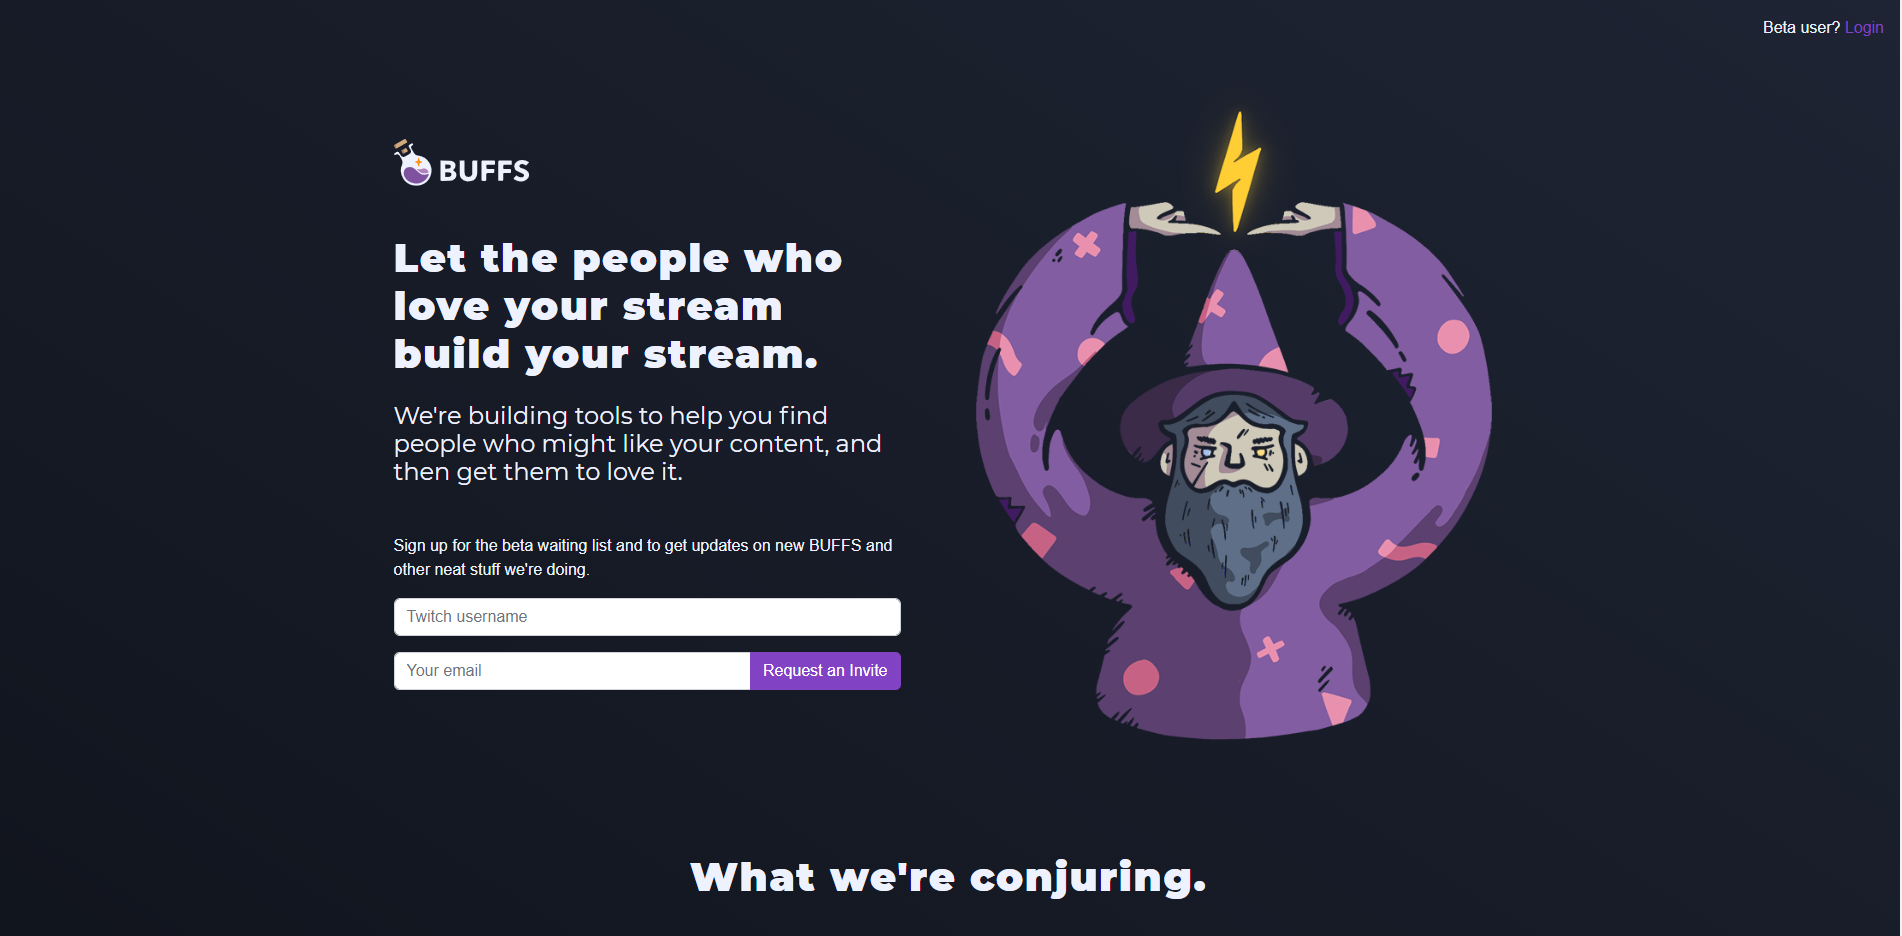 Beta user? Login
BUFFS
Let the people who
love your stream
build your stream.
We're building tools to help you find
people who might like your content, and
then get them to love it.
Sign up for the beta waiting list and to get updates on new BUFFS and
other neat stuff we're doing.
Twitch username
Your email
Request an Invite
What we're conjuring.